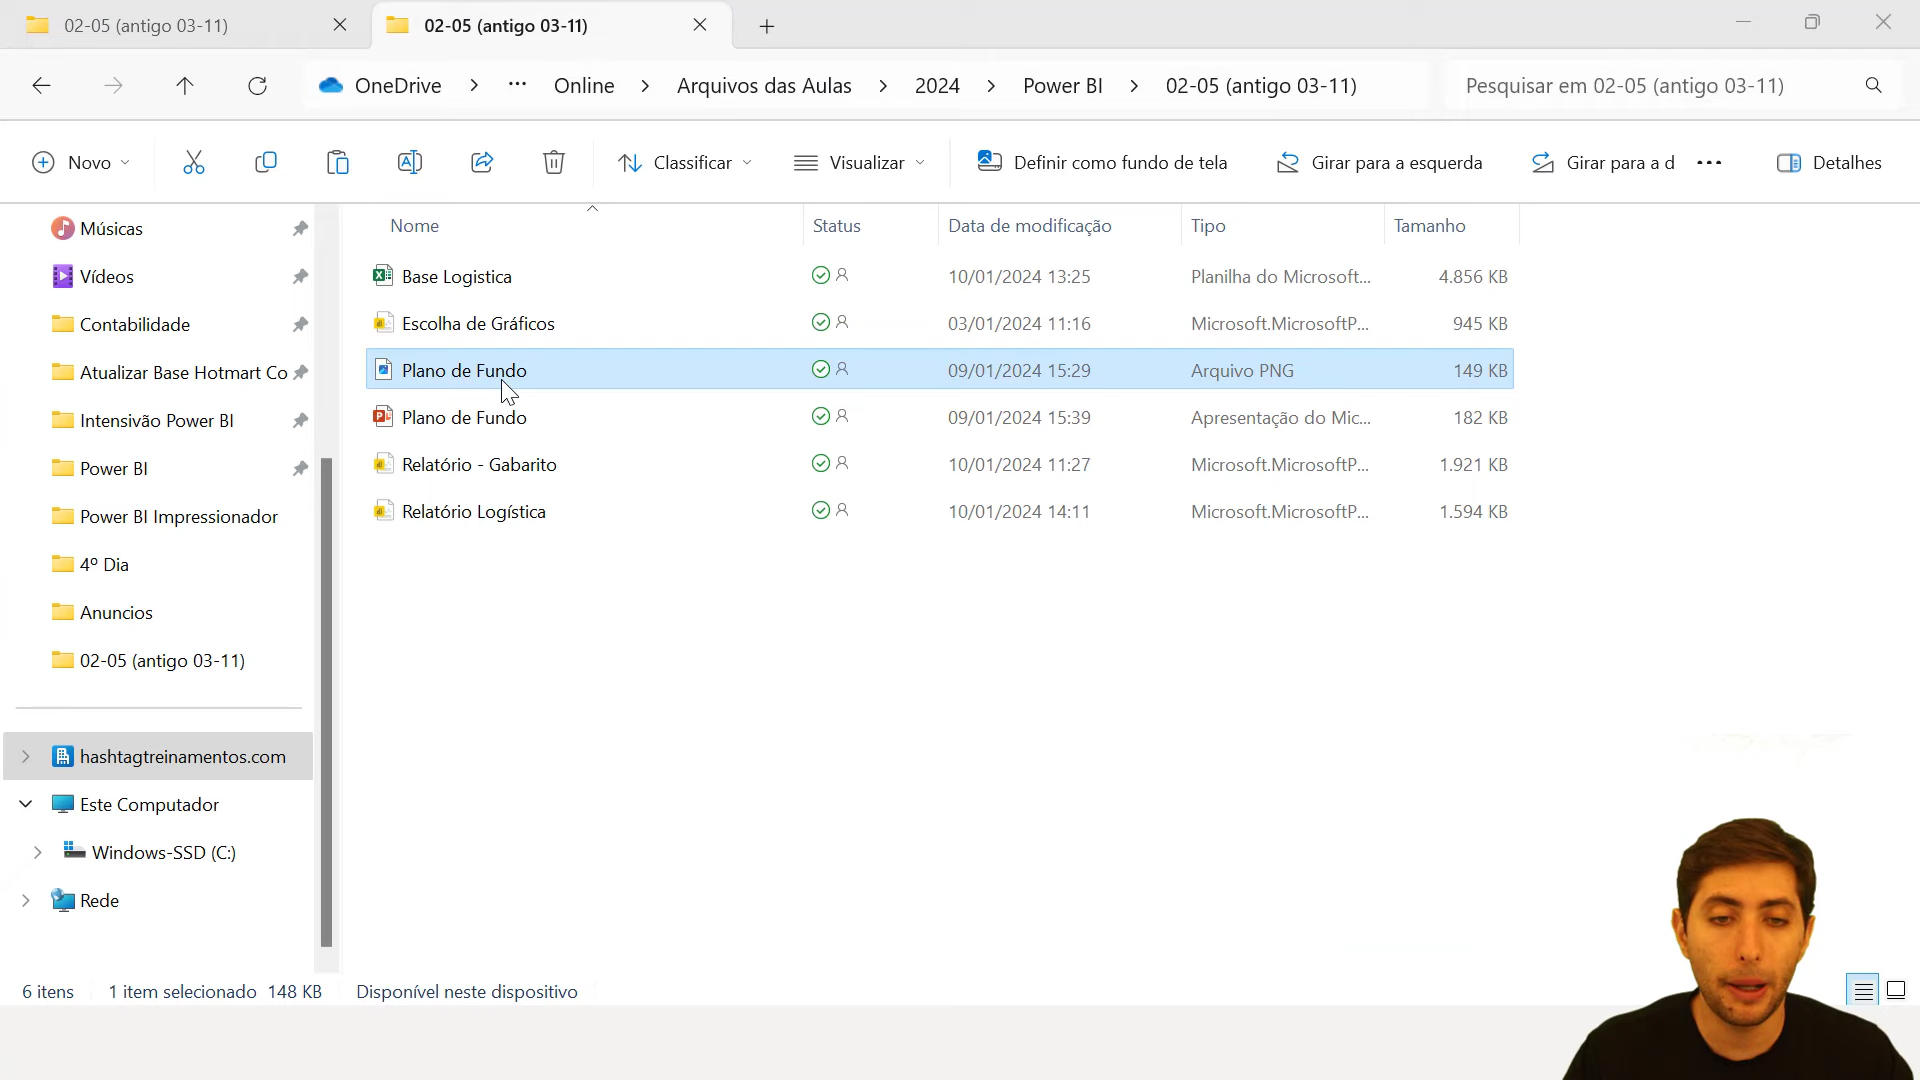 02-05 (antigo 03-11)
02-05 (antigo 03-11)
OneDrive
Online
Arquivos das Aulas
2024
Power BI
02-05 (antigo 03-11)
Pesquisar em 02-05 (antigo 03-11)
Novo
Classificar
Visualizar
Definir como fundo de tela
Girar para a esquerda
Girar para a d
Detalhes
Músicas
Vídeos
Contabilidade
Atualizar Base Hotmart Co
Intensivão Power BI
Power BI
Power BI Impressionador
4º Dia
Anuncios
02-05 (antigo 03-11)
hashtagtreinamentos.com
Este Computador
Windows-SSD (C:)
Rede
Nome Status Data de modificação Tipo Tamanho
Base Logistica 10/01/2024 13:25 Planilha do Microsoft... 4.856 KB
Escolha de Gráficos 03/01/2024 11:16 Microsoft.MicrosoftP... 945 KB
Plano de Fundo 09/01/2024 15:29 Arquivo PNG 149 KB
Plano de Fundo 09/01/2024 15:39 Apresentação do Mic... 182 KB
Relatório - Gabarito 10/01/2024 11:27 Microsoft.MicrosoftP... 1.921 KB
Relatório Logística 10/01/2024 14:11 Microsoft.MicrosoftP... 1.594 KB
6 itens 1 item selecionado 148 KB Disponível neste dispositivo